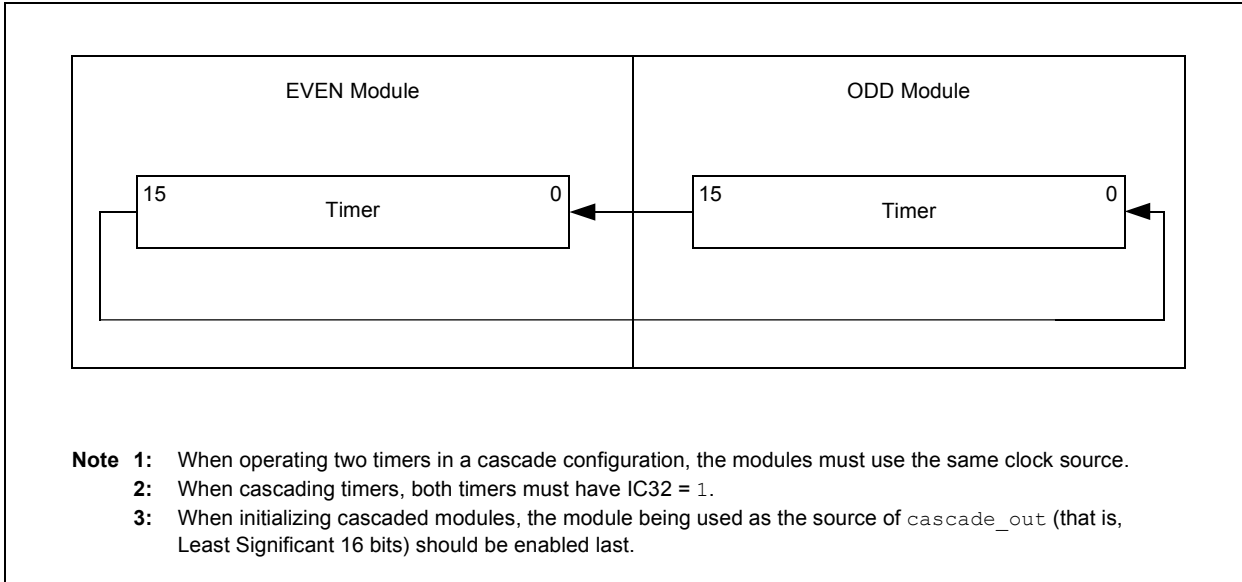 EVEN Module
ODD Module
15 Timer 0
15 Timer 0
Note 1: When operating two timers in a cascade configuration, the modules must use the same clock source.
2: When cascading timers, both timers must have IC32 = 1.
3: When initializing cascaded modules, the module being used as the source of cascade_out (that is,
Least Significant 16 bits) should be enabled last.